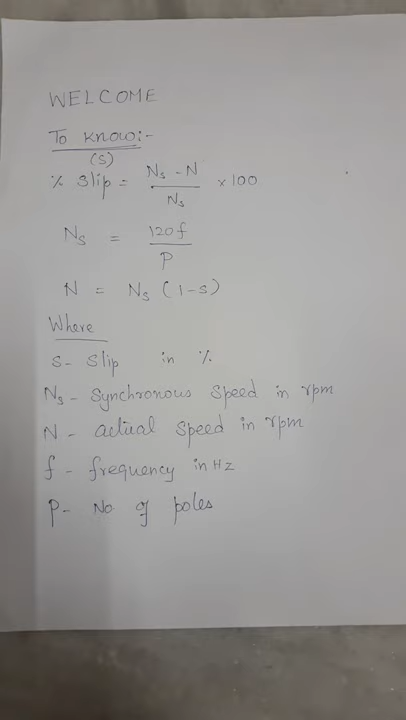 WELCOME
To know:-
(S)
% Slip = Ns - N / Ns × 100
Ns = 120f / P
N = Ns (1-s)
Where
S- Slip in %
Ns - Synchronous Speed in rpm
N - actual Speed in rpm
f - frequency in Hz
P- No of poles